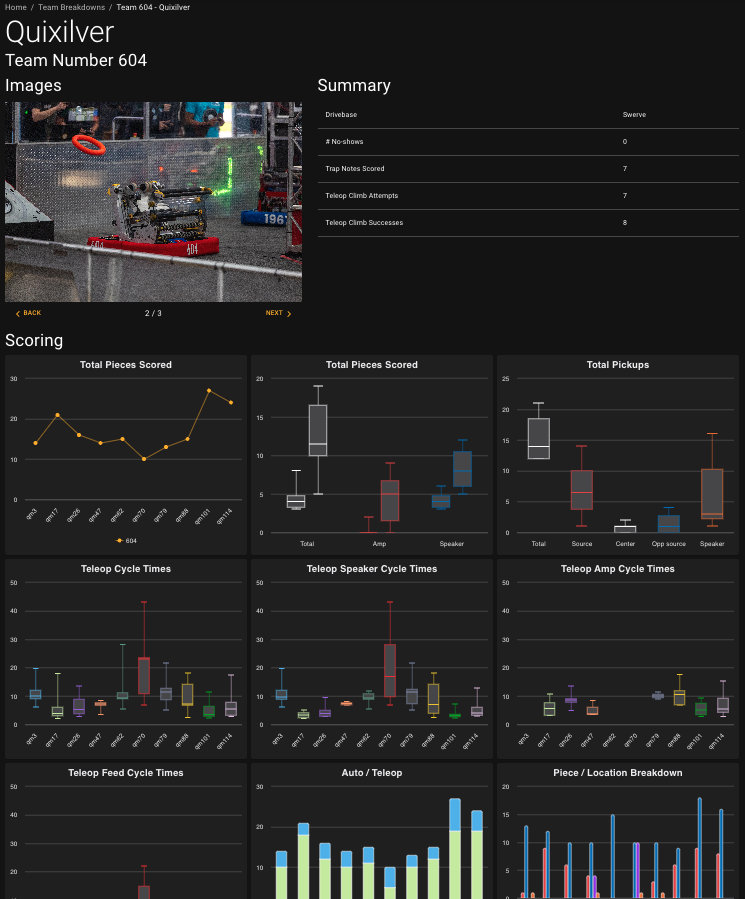 Home / Team Breakdowns / Team 604 - Quixilver
Quixilver
Team Number 604
Images
Summary
604
604
196
Drivebase Swerve
# No-shows 0
Trap Notes Scored 7
Teleop Climb Attempts 7
Teleop Climb Successes 8
BACK 2 / 3 NEXT
Scoring
Total Pieces Scored
30
20
10
0
qm3 qm17 qm26 qm47 qm62 qm70 qm79 qm88 qm101 qm114
604
Total Pieces Scored
20
15
10
5
0
Total Amp Speaker
Total Pickups
25
20
15
10
5
0
Total Source Center Opp source Speaker
Teleop Cycle Times
50
40
30
20
10
0
qm3 qm17 qm26 qm47 qm62 qm70 qm79 qm88 qm101 qm114
Teleop Speaker Cycle Times
50
40
30
20
10
0
qm3 qm17 qm26 qm47 qm62 qm70 qm79 qm88 qm101 qm114
Teleop Amp Cycle Times
50
40
30
20
10
0
qm3 qm17 qm26 qm47 qm62 qm70 qm79 qm88 qm101 qm114
Teleop Feed Cycle Times
50
40
30
20
Auto / Teleop
30
20
10
Piece / Location Breakdown
20
15
10
5
0